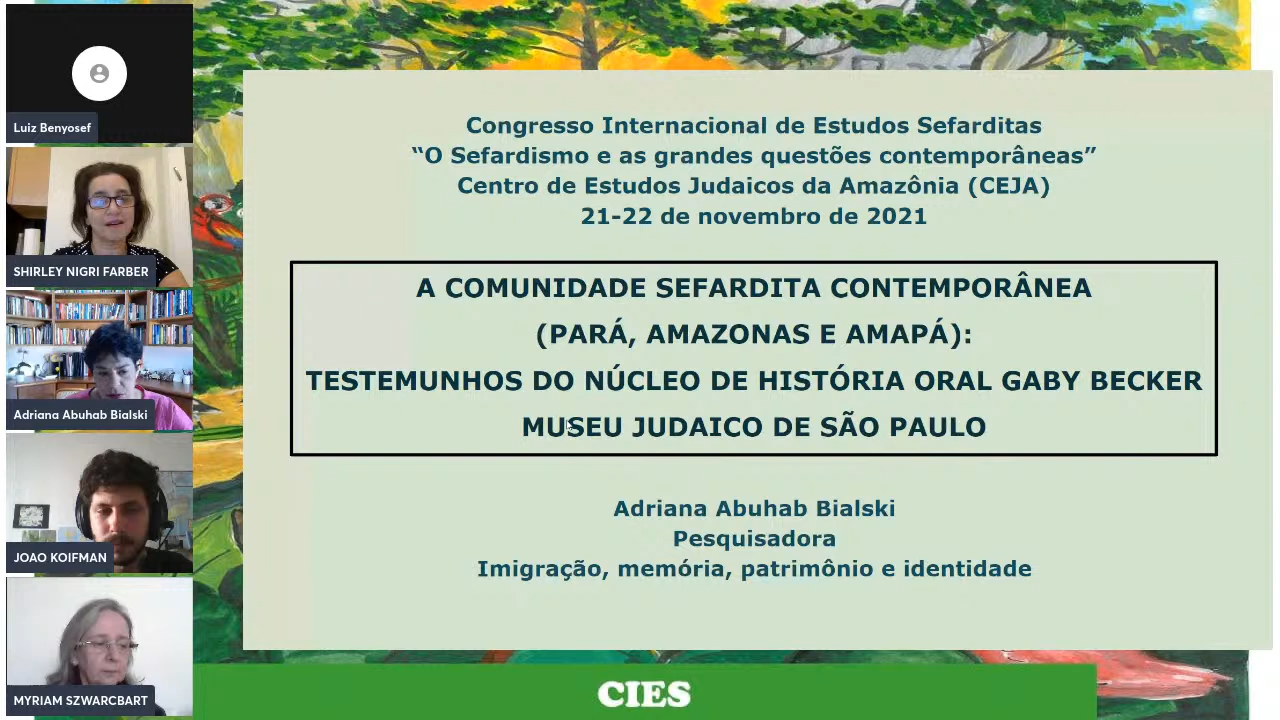 Luiz Benyosef
SHIRLEY NIGRI FARBER
Adriana Abuhab Bialski
JOAO KOIFMAN
MYRIAM SZWARCBART
Congresso Internacional de Estudos Sefarditas
“O Sefardismo e as grandes questões contemporâneas”
Centro de Estudos Judaicos da Amazônia (CEJA)
21-22 de novembro de 2021
A COMUNIDADE SEFARDITA CONTEMPORÂNEA
(PARÁ, AMAZONAS E AMAPÁ):
TESTEMUNHOS DO NÚCLEO DE HISTÓRIA ORAL GABY BECKER
MUSEU JUDAICO DE SÃO PAULO
Adriana Abuhab Bialski
Pesquisadora
Imigração, memória, patrimônio e identidade
CIES